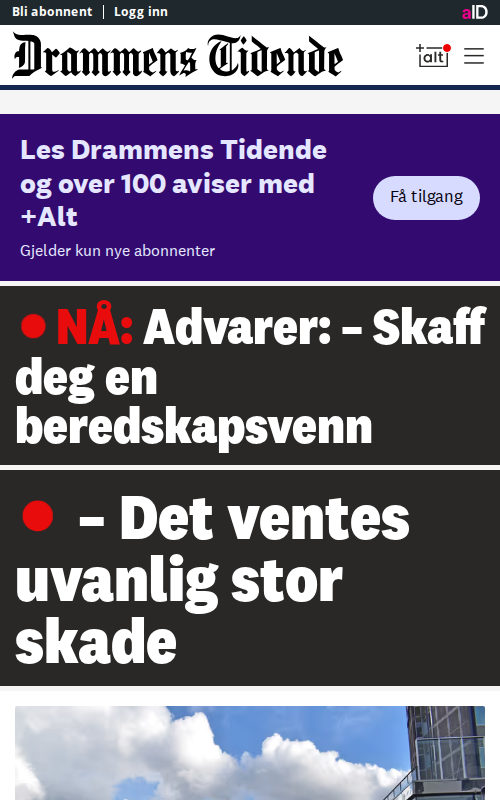 Bli abonnent | Logg inn
aID
Drammens Tidende
+alt
Les Drammens Tidende
og over 100 aviser med
+Alt
Få tilgang
Gjelder kun nye abonnenter
NÅ: Advarer: – Skaff
deg en
beredskapsvenn
– Det ventes
uvanlig stor
skade